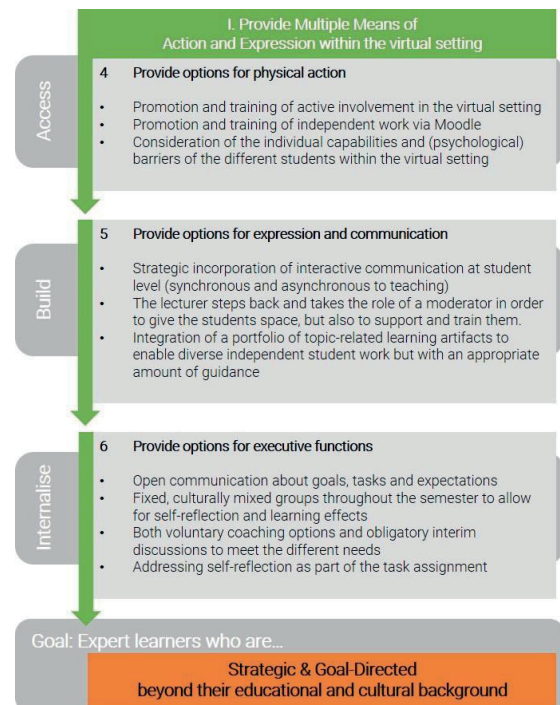 I. Provide Multiple Means of
Action and Expression within the virtual setting
Access
4 Provide options for physical action
• Promotion and training of active involvement in the virtual setting
• Promotion and training of independent work via Moodle
• Consideration of the individual capabilities and (psychological)
barriers of the different students within the virtual setting
Build
5 Provide options for expression and communication
• Strategic incorporation of interactive communication at student
level (synchronous and asynchronous to teaching)
• The lecturer steps back and takes the role of a moderator in order
to give the students space, but also to support and train them.
• Integration of a portfolio of topic-related learning artifacts to
enable diverse independent student work but with an appropriate
amount of guidance
Internalise
6 Provide options for executive functions
• Open communication about goals, tasks and expectations
• Fixed, culturally mixed groups throughout the semester to allow
for self-reflection and learning effects
• Both voluntary coaching options and obligatory interim
discussions to meet the different needs
• Addressing self-reflection as part of the task assignment
Goal: Expert learners who are...
Strategic & Goal-Directed
beyond their educational and cultural background